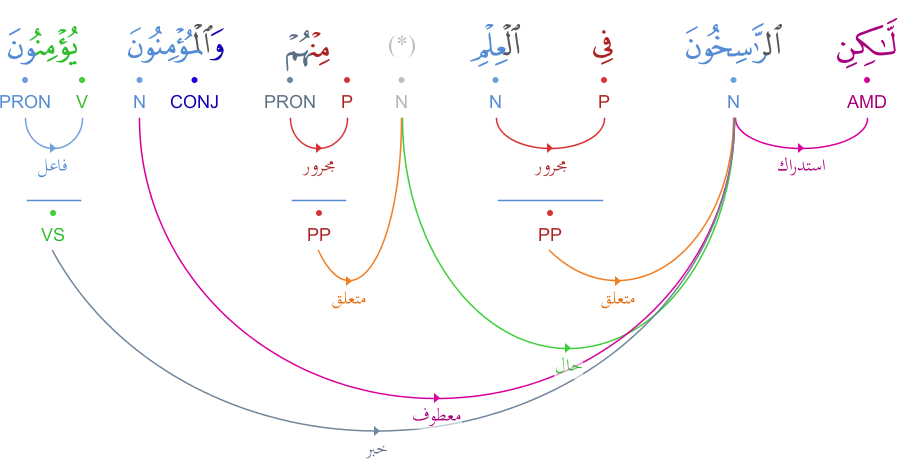 لَّـٰكِنِ ٱلرَّٰسِخُونَ فِى ٱلْعِلْمِ (*) مِنْهُمْ وَٱلْمُؤْمِنُونَ يُؤْمِنُونَ
PRON V N CONJ PRON P N N P N AMD
فاعل مجرور مجرور استدراك
VS PP PP
متعلق متعلق
حال
معطوف
خبر